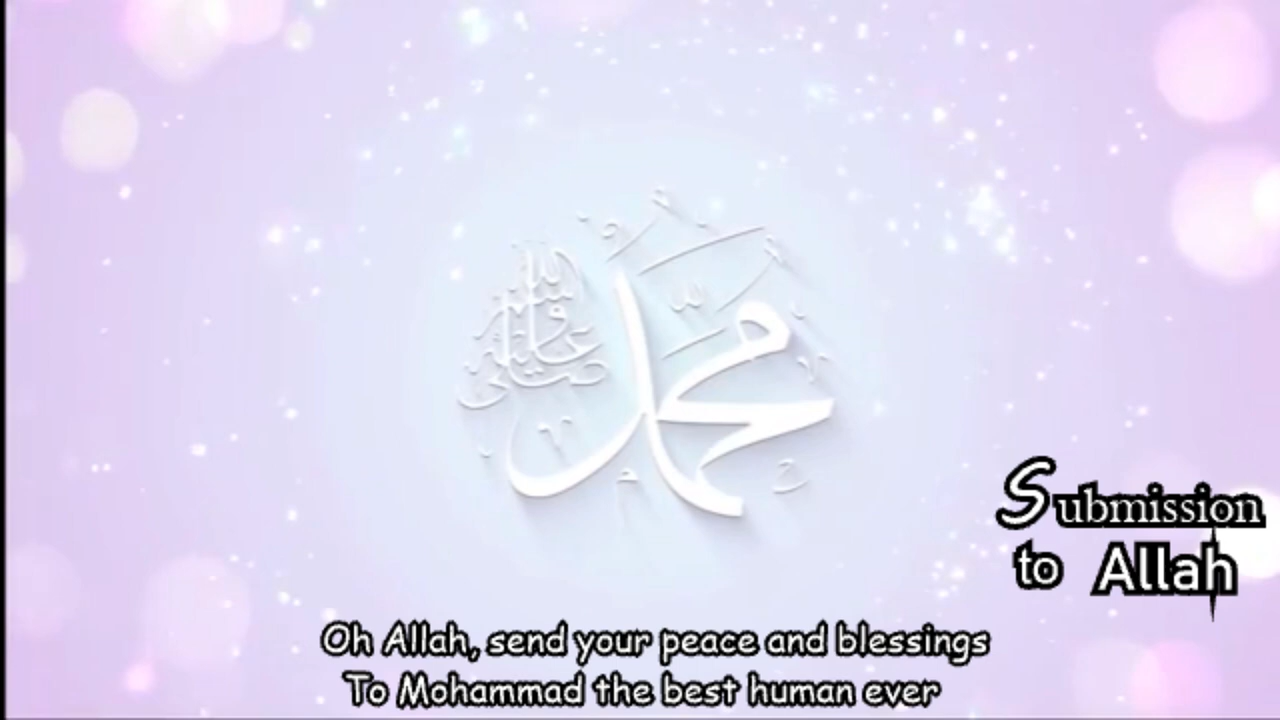 محمد
صلى الله عليه وسلم
Submission
to Allah
Oh Allah, send your peace and blessings
To Mohammad the best human ever